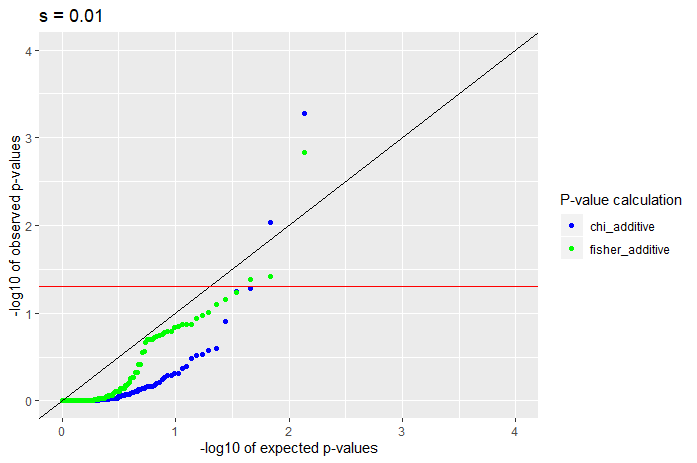 s = 0.01
4
3
2
1
0
-log10 of observed p-values
0 1 2 3 4
-log10 of expected p-values
P-value calculation
chi_additive
fisher_additive